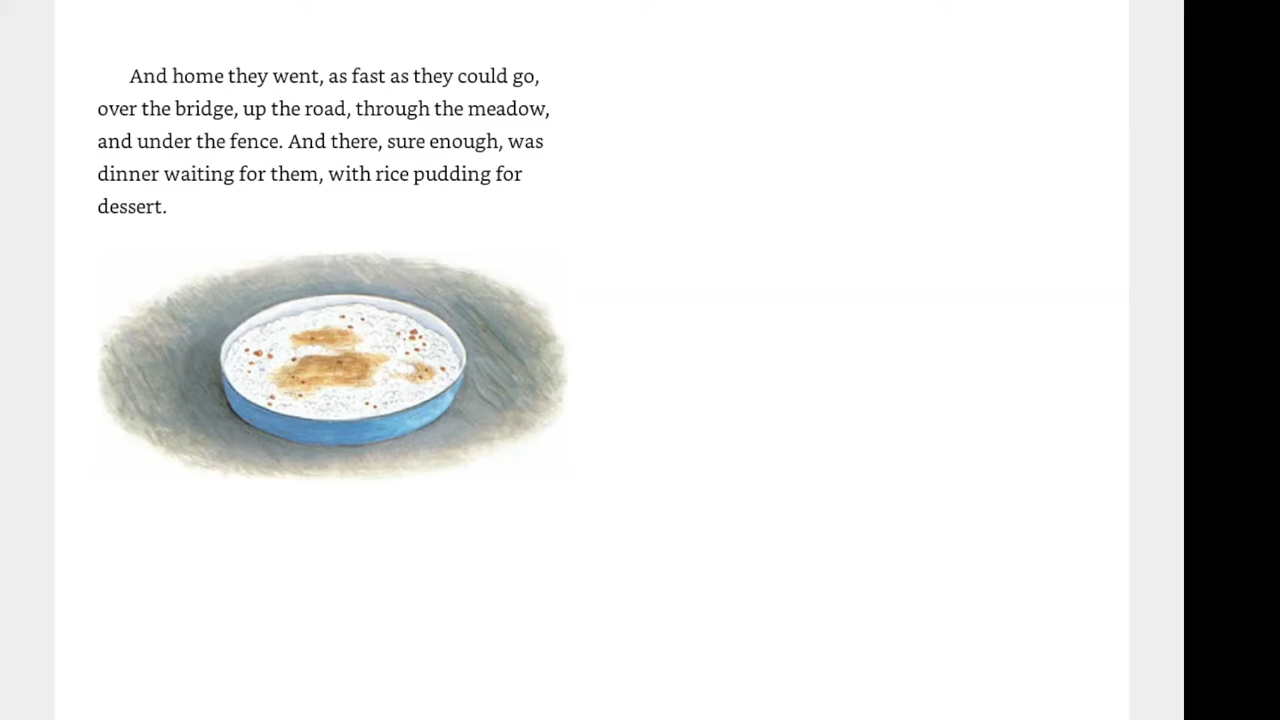 And home they went, as fast as they could go,
over the bridge, up the road, through the meadow,
and under the fence. And there, sure enough, was
dinner waiting for them, with rice pudding for
dessert.